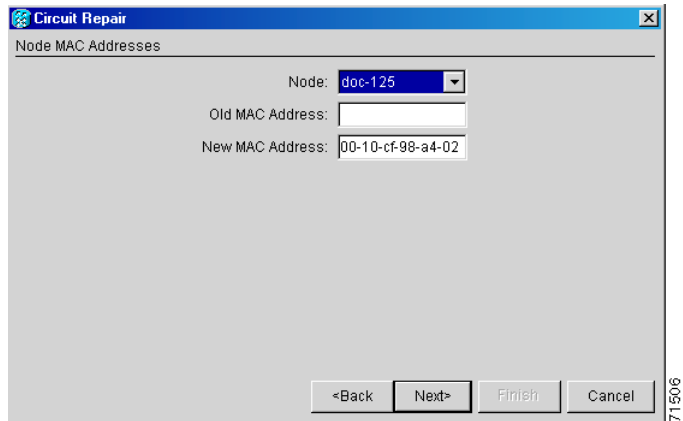 Circuit Repair
Node MAC Addresses
Node: doc-125
Old MAC Address:
New MAC Address: 00-10-cf-98-a4-02
<Back Next> Finish Cancel
71506